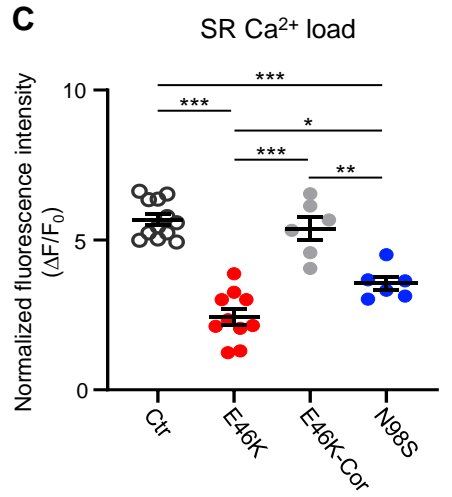 C
SR Ca²⁺ load
Normalized fluorescence intensity
(ΔF/F₀)
10
5
0
***
***
*
***
**
Ctr
E46K
E46K-Cor
N98S